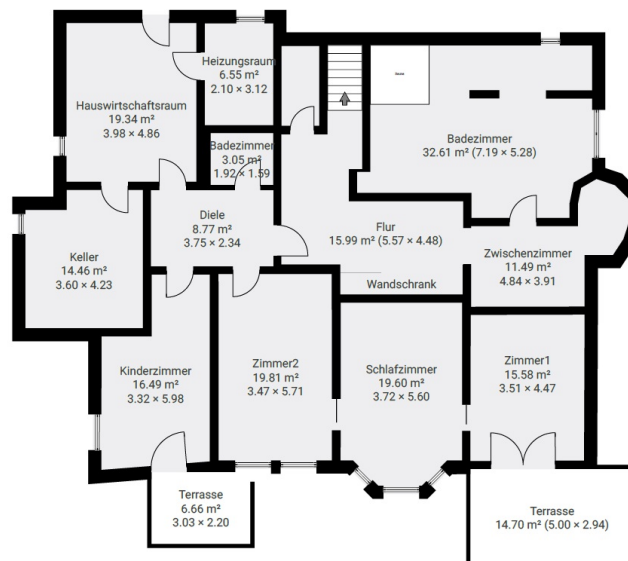 Heizungsraum
6.55 m²
2.10 × 3.12
Hauswirtschaftsraum
19.34 m²
3.98 × 4.86
Badezimmer
3.05 m²
1.92 × 1.59
Badezimmer
32.61 m² (7.19 × 5.28)
Diele
8.77 m²
3.75 × 2.34
Flur
15.99 m² (5.57 × 4.48)
Keller
14.46 m²
3.60 × 4.23
Zwischenzimmer
11.49 m²
4.84 × 3.91
Wandschrank
Kinderzimmer
16.49 m²
3.32 × 5.98
Zimmer2
19.81 m²
3.47 × 5.71
Schlafzimmer
19.60 m²
3.72 × 5.60
Zimmer1
15.58 m²
3.51 × 4.47
Terrasse
6.66 m²
3.03 × 2.20
Terrasse
14.70 m² (5.00 × 2.94)